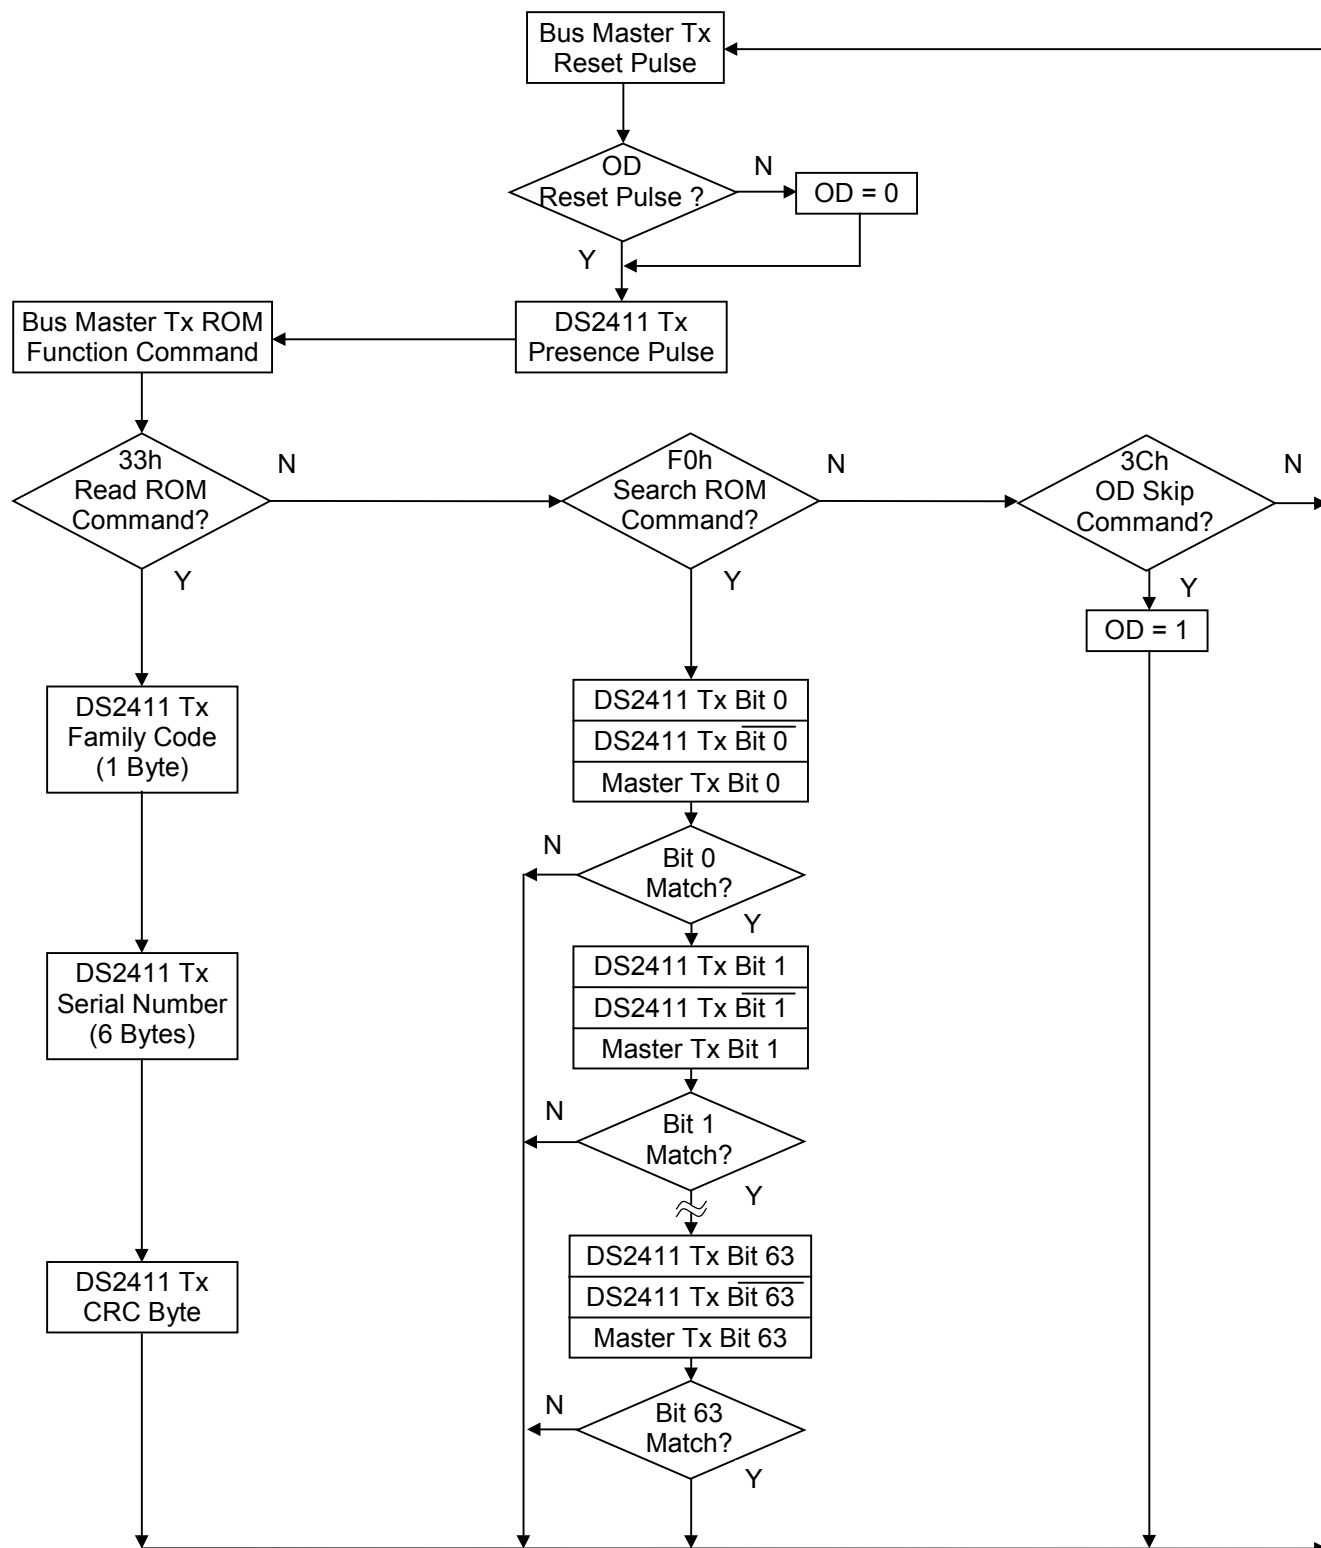 Bus Master Tx
Reset Pulse
OD
Reset Pulse ?
N
OD = 0
Y
Bus Master Tx ROM
Function Command
DS2411 Tx
Presence Pulse
33h
Read ROM
Command?
N
Y
F0h
Search ROM
Command?
N
Y
3Ch
OD Skip
Command?
N
Y
OD = 1
DS2411 Tx
Family Code
(1 Byte)
DS2411 Tx
Serial Number
(6 Bytes)
DS2411 Tx
CRC Byte
DS2411 Tx Bit 0
DS2411 Tx B̅i̅t̅ ̅0̅
Master Tx Bit 0
Bit 0
Match?
N
Y
DS2411 Tx Bit 1
DS2411 Tx B̅i̅t̅ ̅1̅
Master Tx Bit 1
Bit 1
Match?
N
Y
DS2411 Tx Bit 63
DS2411 Tx B̅i̅t̅ ̅6̅3̅
Master Tx Bit 63
Bit 63
Match?
N
Y